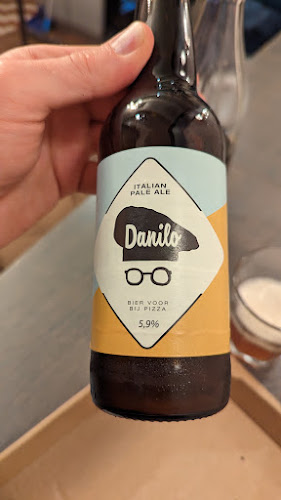 ITALIAN
PALE ALE
Danilo
BIER VOOR
BIJ PIZZA
5,9%